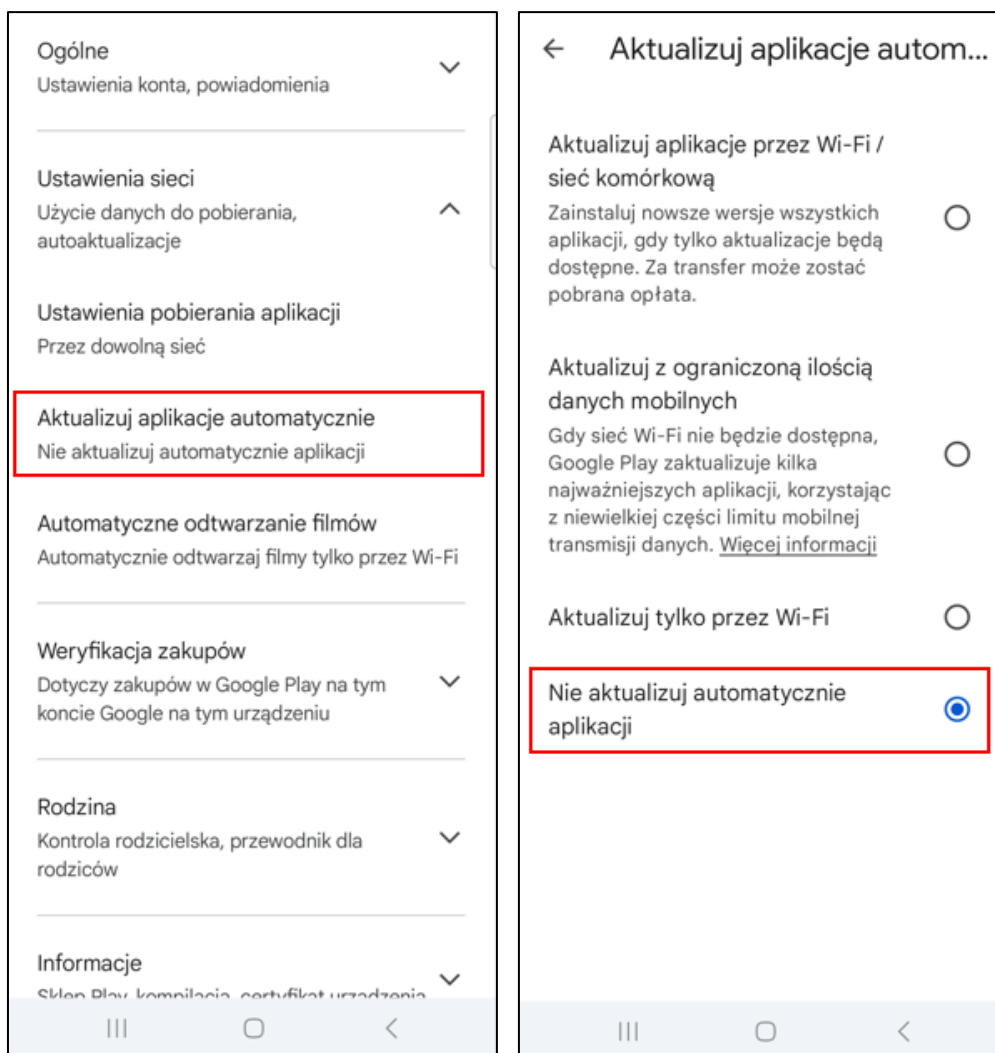 Ogólne
Ustawienia konta, powiadomienia
Ustawienia sieci
Użycie danych do pobierania,
autoaktualizacje
Ustawienia pobierania aplikacji
Przez dowolną sieć
Aktualizuj aplikacje automatycznie
Nie aktualizuj automatycznie aplikacji
Automatyczne odtwarzanie filmów
Automatycznie odtwarzaj filmy tylko przez Wi-Fi
Weryfikacja zakupów
Dotyczy zakupów w Google Play na tym
koncie Google na tym urządzeniu
Rodzina
Kontrola rodzicielska, przewodnik dla
rodziców
Informacje
Sklep Play, kompilacja, certyfikat urządzenia
Aktualizuj aplikacje autom...
Aktualizuj aplikacje przez Wi-Fi /
sieć komórkową
Zainstaluj nowsze wersje wszystkich
aplikacji, gdy tylko aktualizacje będą
dostępne. Za transfer może zostać
pobrana opłata.
Aktualizuj z ograniczoną ilością
danych mobilnych
Gdy sieć Wi-Fi nie będzie dostępna,
Google Play zaktualizuje kilka
najważniejszych aplikacji, korzystając
z niewielkiej części limitu mobilnej
transmisji danych. Więcej informacji
Aktualizuj tylko przez Wi-Fi
Nie aktualizuj automatycznie
aplikacji